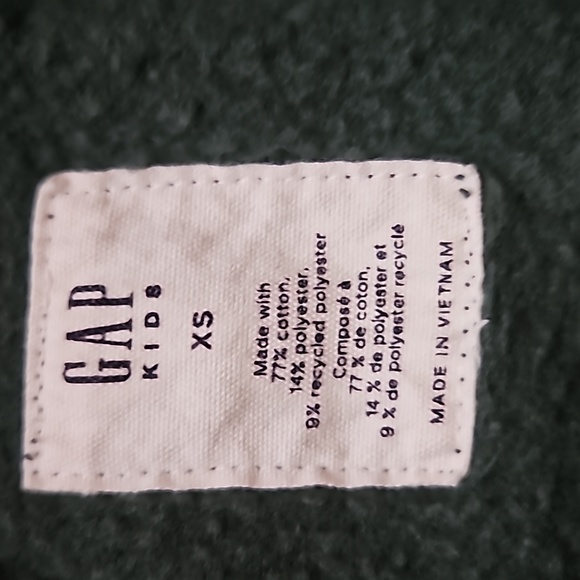 GAP
KIDS
XS
Made with
77% cotton,
14% polyester,
9% recycled polyester
Composé à
77 % de coton,
14 % de polyester et
9 % de polyester recyclé
MADE IN VIETNAM